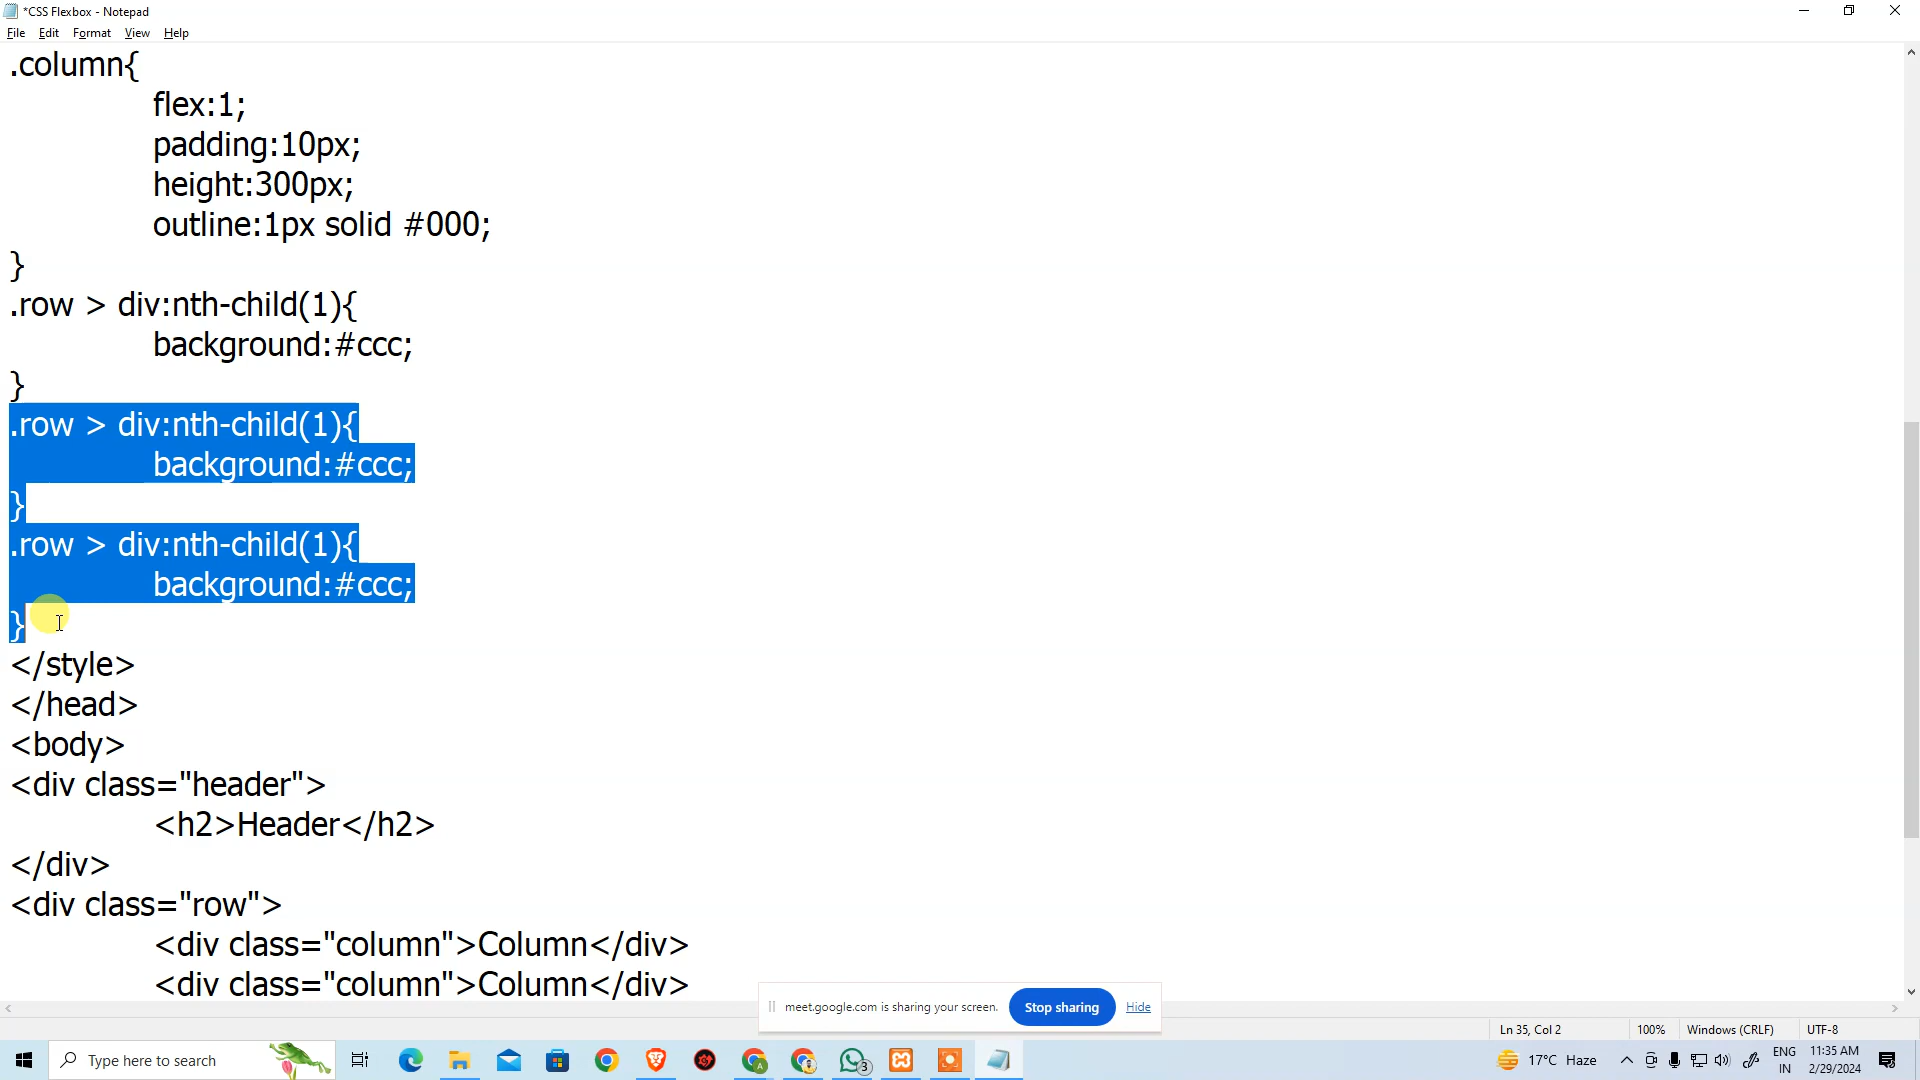 *CSS Flexbox - Notepad
File Edit Format View Help
.column{
flex:1;
padding:10px;
height:300px;
outline:1px solid #000;
}
.row > div:nth-child(1){
background:#ccc;
}
.row > div:nth-child(1){
background:#ccc;
}
.row > div:nth-child(1){
background:#ccc;
}
</style>
</head>
<body>
<div class="header">
<h2>Header</h2>
</div>
<div class="row">
<div class="column">Column</div>
<div class="column">Column</div>
meet.google.com is sharing your screen. Stop sharing Hide
Ln 35, Col 2 100% Windows (CRLF) UTF-8
Type here to search A 3 17°C Haze ENG 11:35 AM
IN 2/29/2024